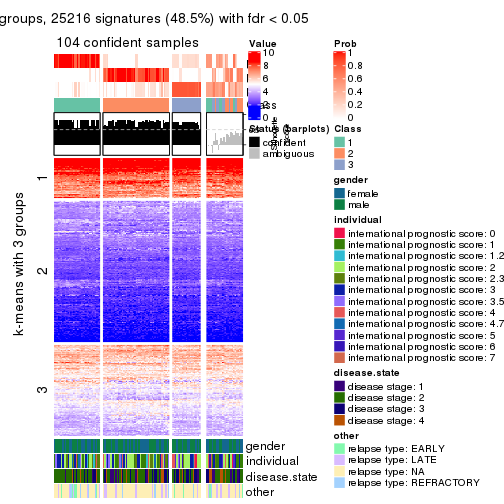 groups, 25216 signatures (48.5%) with fdr < 0.05
104 confident samples
k-means with 3 groups
1
2
3
gender
individual
disease.state
other
Value
10
8
6
4
Class
Status (barplots)
confident
ambiguous
Prob
1
0.8
0.6
0.4
0.2
0
Class
1
2
3
gender
female
male
individual
international prognostic score: 0
international prognostic score: 1
international prognostic score: 1.2
international prognostic score: 2
international prognostic score: 2.3
international prognostic score: 3
international prognostic score: 3.5
international prognostic score: 4
international prognostic score: 4.7
international prognostic score: 5
international prognostic score: 6
international prognostic score: 7
disease.state
disease stage: 1
disease stage: 2
disease stage: 3
disease stage: 4
other
relapse type: EARLY
relapse type: LATE
relapse type: NA
relapse type: REFRACTORY